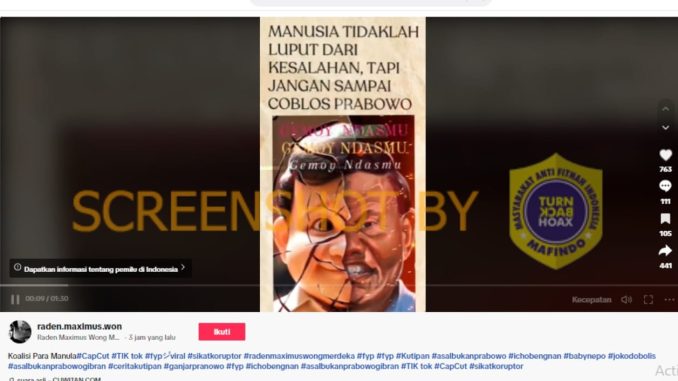 MANUSIA TIDAKLAH
LUPUT DARI
KESALAHAN, TAPI
JANGAN SAMPAI
COBLOS PRABOWO
GEMOY NDASMU
GEMOY NDASMU
Gemoy Ndasmu
SCREENSHOT BY
MASYARAKAT ANTI FITNAH INDONESIA
TURN
BACK
HOAX
MAFINDO
763
111
105
441
Dapatkan informasi tentang pemilu di Indonesia
00:09 / 01:30
Kecepatan
raden.maximus.won
Raden Maximus Wong M... · 3 jam yang lalu
Ikuti
Koalisi Para Manula#CapCut #TIK tok #fypシ゚viral #sikatkoruptor #radenmaximuswongmerdeka #fyp #fyp #Kutipan #asalbukanprabowo #ichobengnan #babynepo #jokodobolis
#asalbukanprabowogibran #ceritakutipan #ganjarpranowo #fyp #ichobengnan #asalbukanprabowogibran #TIK tok #CapCut #sikatkoruptor